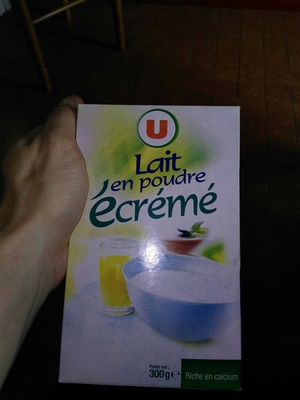 U
Lait
en poudre
écrémé
Poids net :
300g e
Riche en calcium